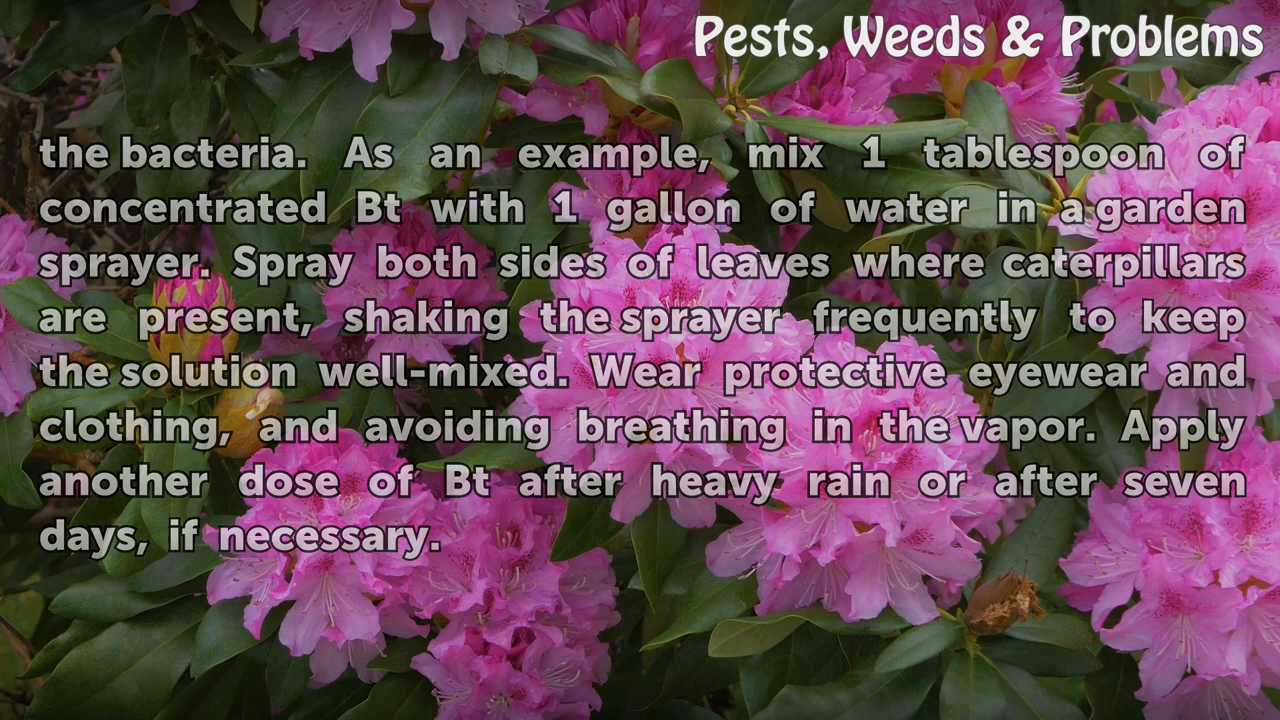 Pests, Weeds & Problems
the bacteria. As an example, mix 1 tablespoon of
concentrated Bt with 1 gallon of water in a garden
sprayer. Spray both sides of leaves where caterpillars
are present, shaking the sprayer frequently to keep
the solution well-mixed. Wear protective eyewear and
clothing, and avoiding breathing in the vapor. Apply
another dose of Bt after heavy rain or after seven
days, if necessary.